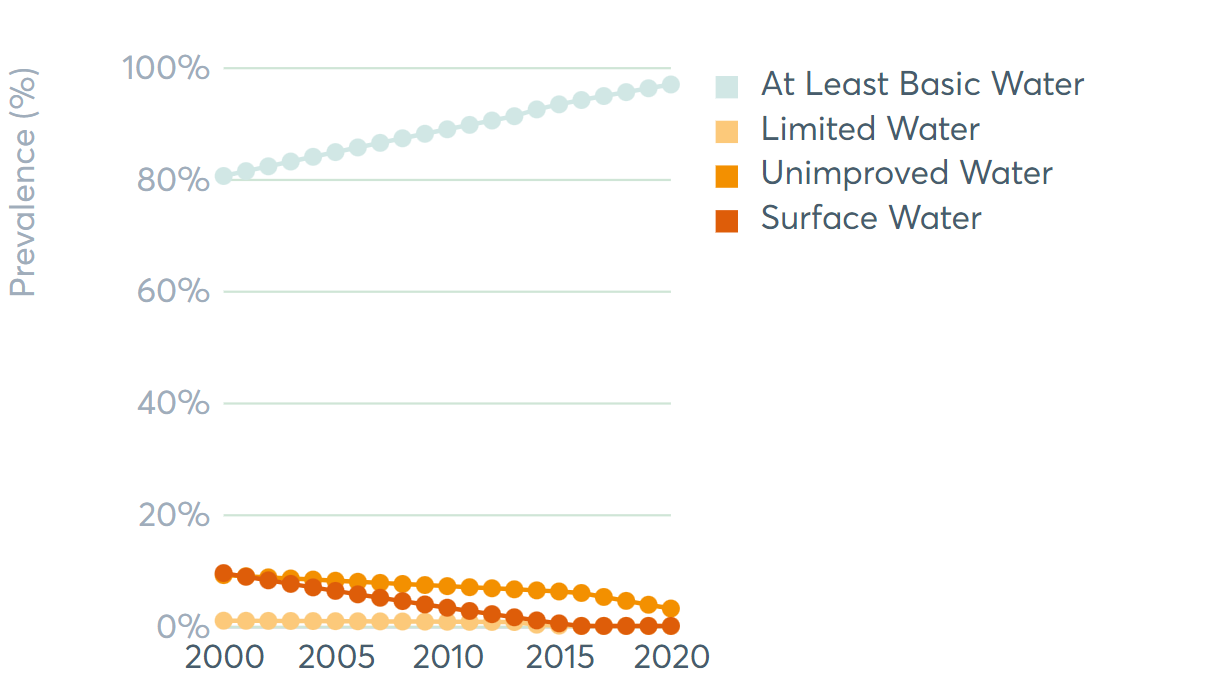 Prevalence (%)
100%
80%
60%
40%
20%
0%
2000 2005 2010 2015 2020
At Least Basic Water
Limited Water
Unimproved Water
Surface Water